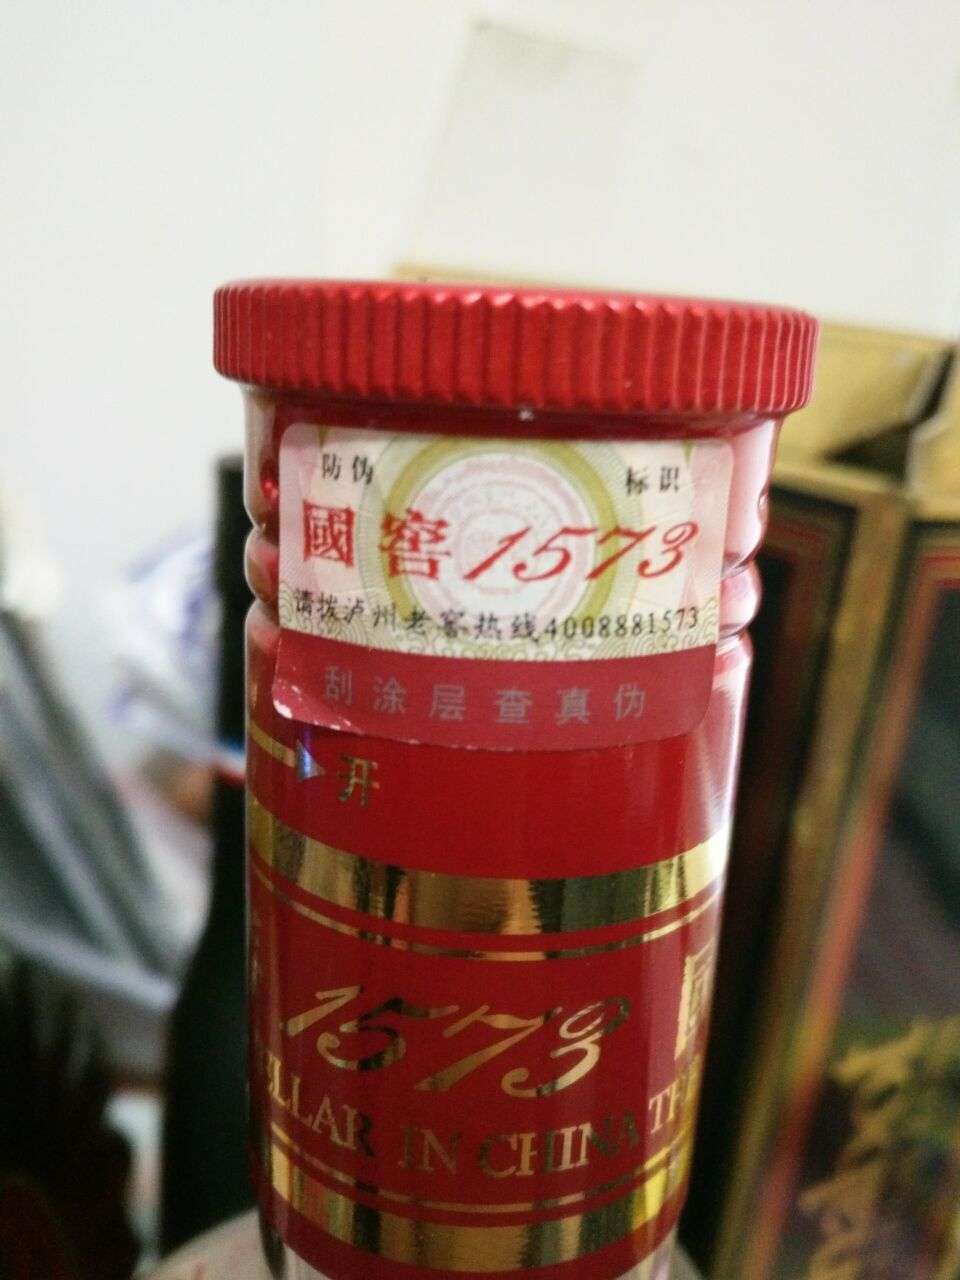 防伪 标识
國窖1573
请拨泸州老窖热线4008881573
刮涂层查真伪
开
1573
ELLAR IN CHINA